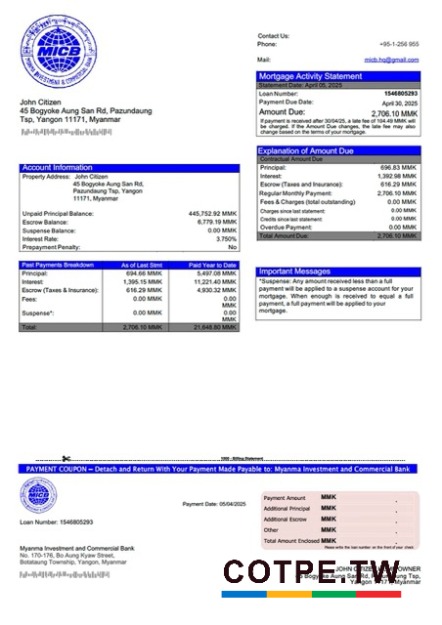 MICB
MYANMA INVESTMENT & COMMERCIAL BANK
Contact Us:
Phone: +95-1-256 955
Mail: micb.hq@gmail.com
John Citizen
45 Bogyoke Aung San Rd, Pazundaung
Tsp, Yangon 11171, Myanmar
Mortgage Activity Statement
Statement Date: April 05, 2025
Loan Number: 1546805293
Payment Due Date: April 30, 2025
Amount Due: 2,706.10 MMK
If payment is received after 30/04/25, a late fee of 104.49 MMK will
be charged. If the Amount Due changes, the late fee may also
change based on the terms of your mortgage.
Explanation of Amount Due
Contractual Amount Due
Principal: 696.83 MMK
Interest: 1,392.98 MMK
Escrow (Taxes and Insurance): 616.29 MMK
Regular Monthly Payment: 2,706.10 MMK
Fees & Charges (total outstanding) 0.00 MMK
Charges since last statement: 0.00 MMK
Credits since last statement: 0.00 MMK
Overdue Payment: 0.00 MMK
Total Amount Due: 2,706.10 MMK
Account Information
Property Address: John Citizen
45 Bogyoke Aung San Rd,
Pazundaung Tsp, Yangon
11171, Myanmar
Unpaid Principal Balance: 445,752.92 MMK
Escrow Balance: 6,779.19 MMK
Suspense Balance: 0.00 MMK
Interest Rate: 3.750%
Prepayment Penalty: No
Past Payments Breakdown As of Last Stmt Paid Year to Date
Principal: 694.66 MMK 5,497.08 MMK
Interest: 1,395.15 MMK 11,221.40 MMK
Escrow (Taxes & Insurance): 616.29 MMK 4,930.32 MMK
Fees: 0.00 MMK 0.00
MMK
Suspense*: 0.00 MMK 0.00
MMK
Total: 2,706.10 MMK 21,648.80 MMK
Important Messages
*Suspense: Any amount received less than a full
payment will be applied to a suspense account for your
mortgage. When enough is received to equal a full
payment, a full payment will be applied to your
mortgage.
1000 - Billing Statement
PAYMENT COUPON – Detach and Return With Your Payment Made Payable to: Myanma Investment and Commercial Bank
MICB
Payment Date: 05/04/2025
Loan Number: 1546805293
Payment Amount MMK .
Additional Principal MMK .
Additional Escrow MMK .
Other MMK .
Total Amount Enclosed MMK .
Please write the loan number on the front of your check
Myanma Investment and Commercial Bank
No. 170-176, Bo Aung Kyaw Street,
Botataung Township, Yangon, Myanmar
COTPE.TW